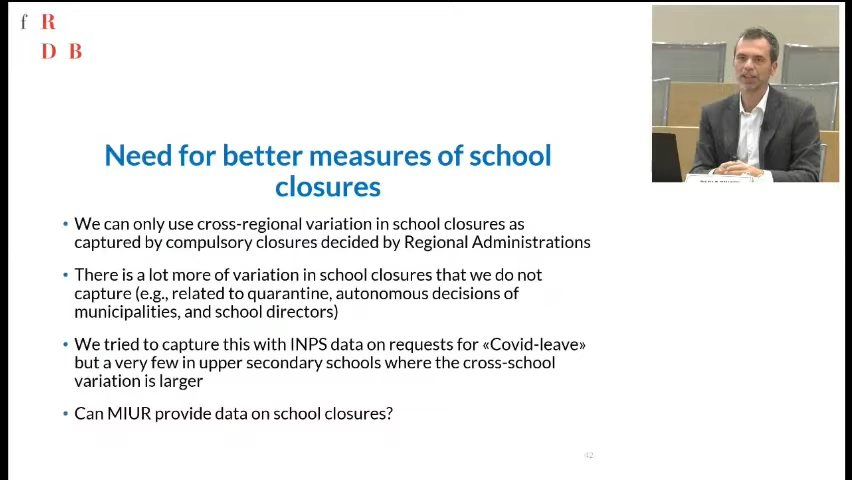 f R
D B
Need for better measures of school
closures
• We can only use cross-regional variation in school closures as
captured by compulsory closures decided by Regional Administrations
• There is a lot more of variation in school closures that we do not
capture (e.g., related to quarantine, autonomous decisions of
municipalities, and school directors)
• We tried to capture this with INPS data on requests for «Covid-leave»
but a very few in upper secondary schools where the cross-school
variation is larger
• Can MIUR provide data on school closures?
42